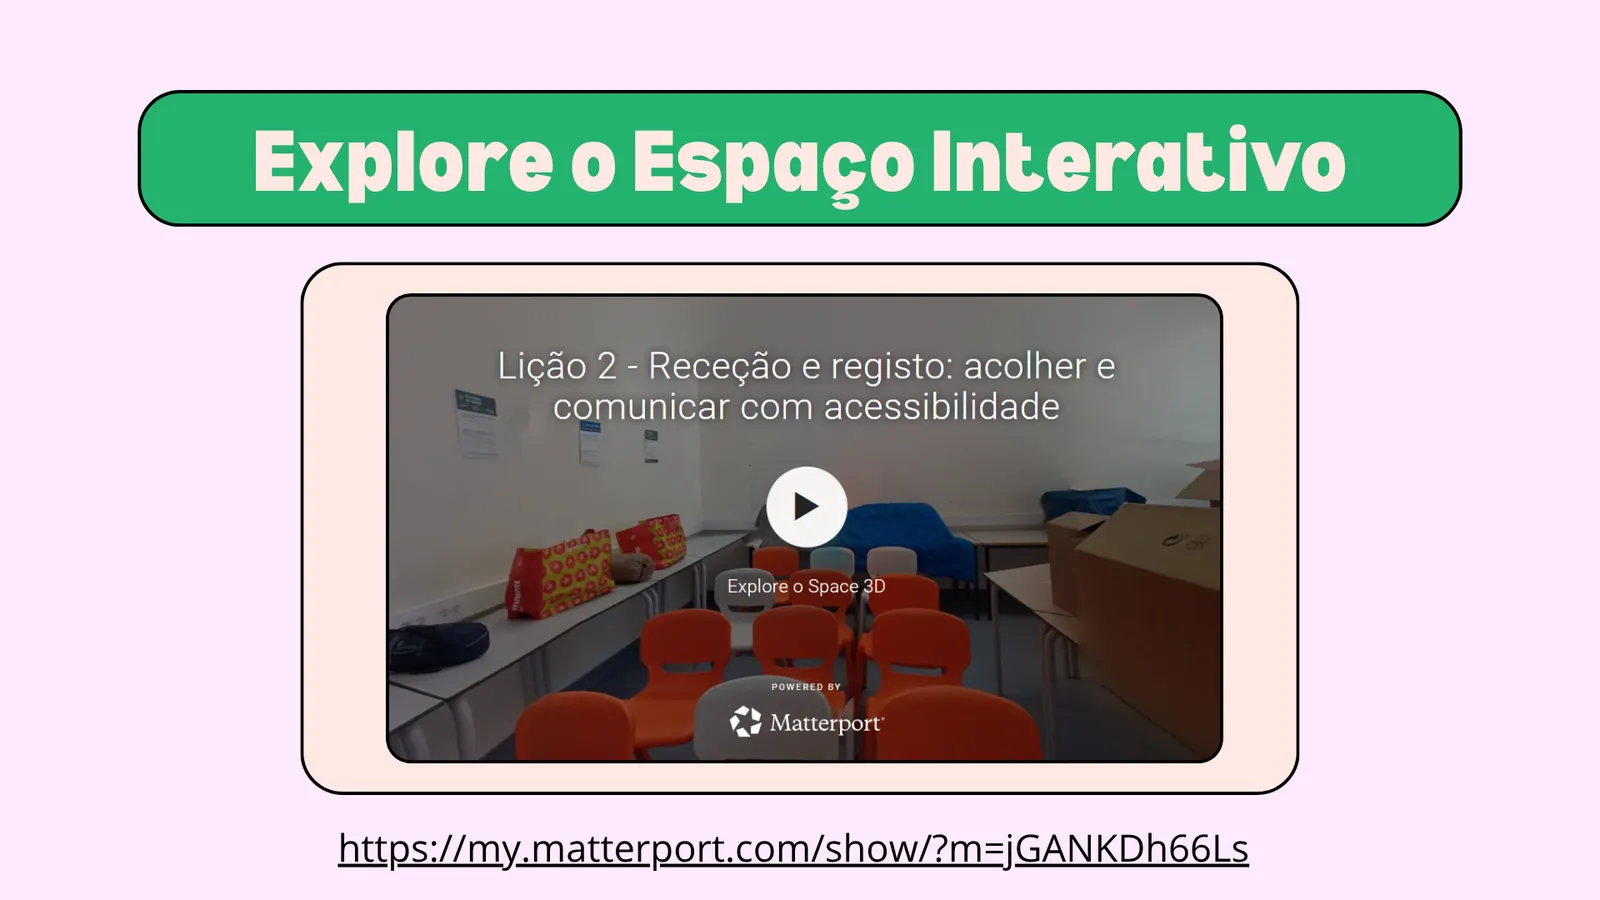 Explore o Espaço Interativo
Lição 2 - Receção e registo: acolher e
comunicar com acessibilidade
Explore o Space 3D
POWERED BY
Matterport
https://my.matterport.com/show/?m=jGANKDh66Ls